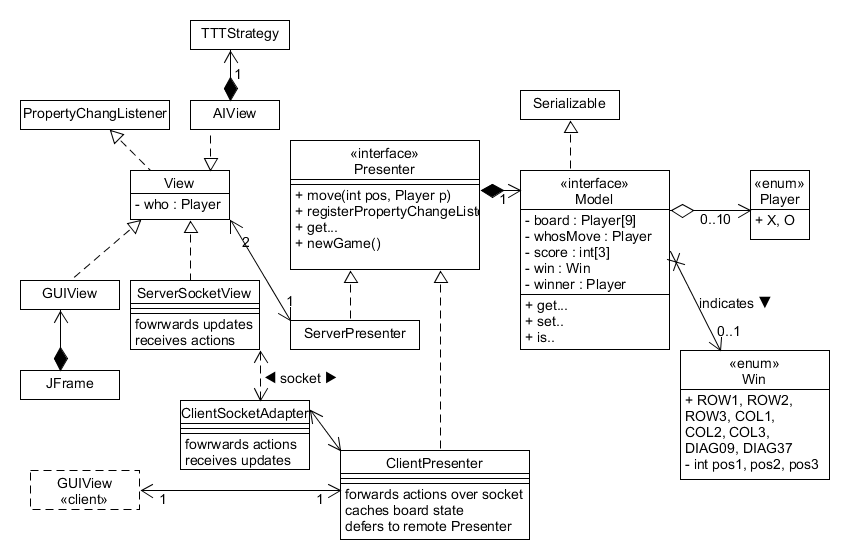 TTTStrategy
1
PropertyChangListener
AIView
Serializable
View
- who : Player
«interface»
Presenter
+ move(int pos, Player p)
+ registerPropertyChangeListe
+ get...
+ newGame()
1
«interface»
Model
- board : Player[9]
- whosMove : Player
- score : int[3]
- win : Win
- winner : Player
+ get...
+ set..
+ is..
0..10
«enum»
Player
+ X, O
2
1
GUIView
ServerSocketView
fowrwards updates
receives actions
ServerPresenter
indicates ▼
0..1
JFrame
◀ socket ▶
«enum»
Win
+ ROW1, ROW2,
ROW3, COL1,
COL2, COL3,
DIAG09, DIAG37
- int pos1, pos2, pos3
ClientSocketAdapter
fowrwards actions
receives updates
GUIView
«client»
1
1
ClientPresenter
forwards actions over socket
caches board state
defers to remote Presenter